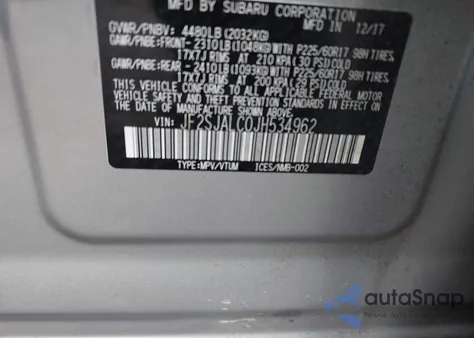 MFD BY SUBARU CORPORATION
MFD IN 12/17
GVWR/PNBV: 4480LB (2032KG)
GAWR/PNBE: FRONT- 2310LB (1048KG) WITH P225/60R17 98H TIRES
17X7J RIMS AT 210 KPA (30 PSI) COLD
GAWR/PNBE: REAR -2410LB (1093KG) WITH P225/60R17 98H TIRES
17X7J RIMS AT 200 KPA PSI) COLD
THIS VEHICLE CONFORMS TO ALL APPLICABLE FEDERAL MOTOR
VEHICLE SAFETY STANDARDS IN EFFECT ON THE
DATE OF MANUFACTURE SHOWN ABOVE.
VIN: JF2SJALC0JH534962
TYPE: MPV/VTUM ICES/NMB-002
autoSnap